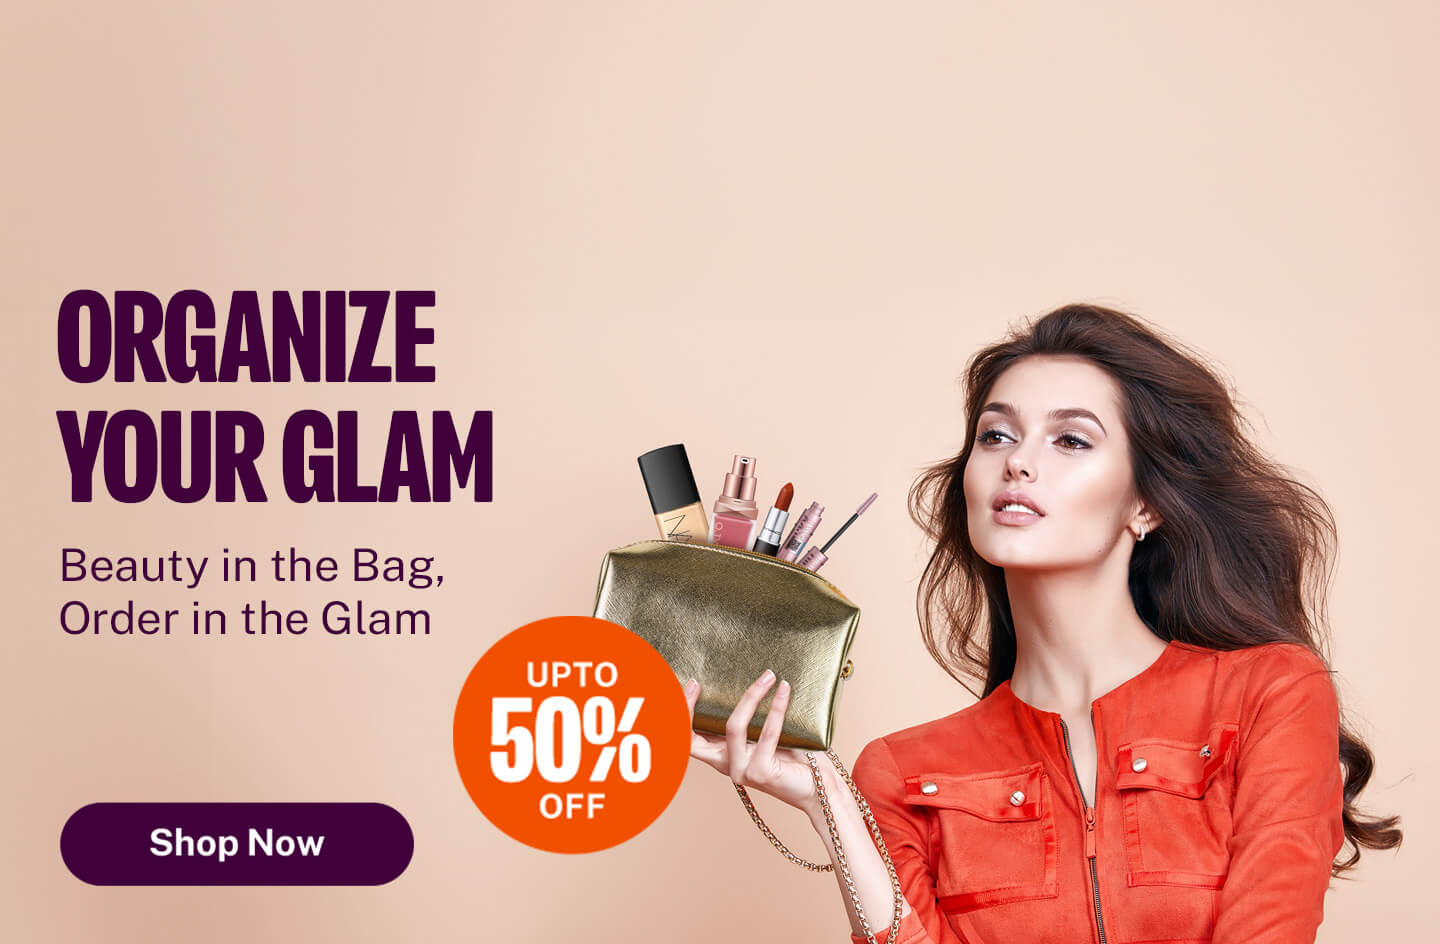 ORGANIZE
YOUR GLAM
Beauty in the Bag,
Order in the Glam
UPTO
50%
OFF
Shop Now